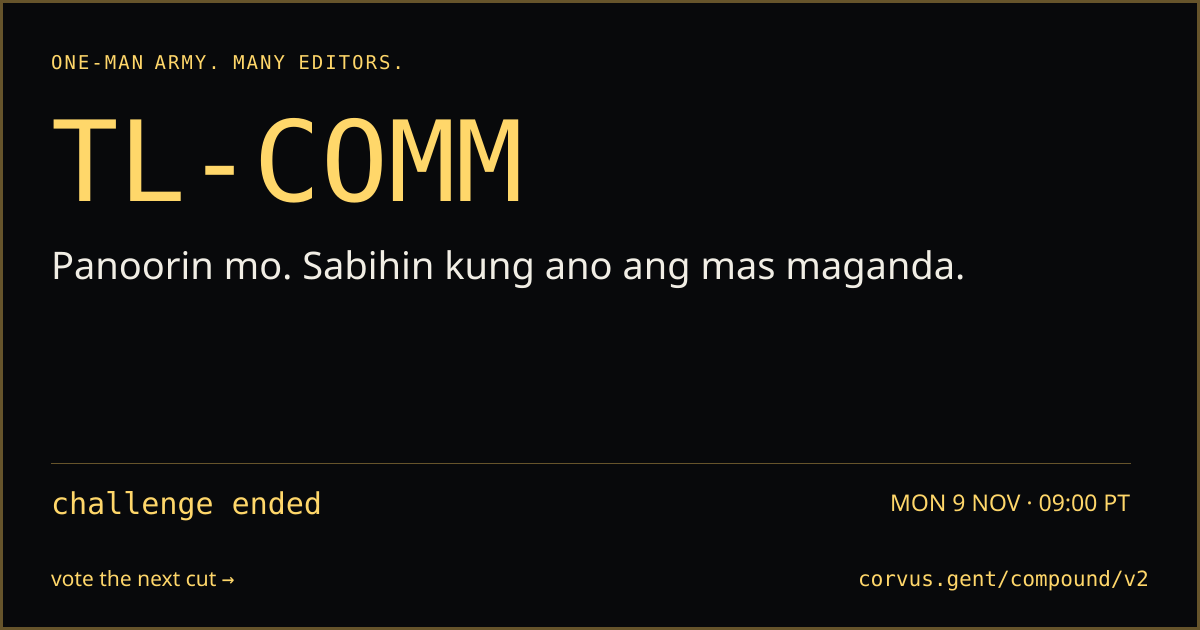 ONE-MAN ARMY. MANY EDITORS.
TL-COMM
Panoorin mo. Sabihin kung ano ang mas maganda.
challenge ended
MON 9 NOV · 09:00 PT
vote the next cut →
corvus.gent/compound/v2